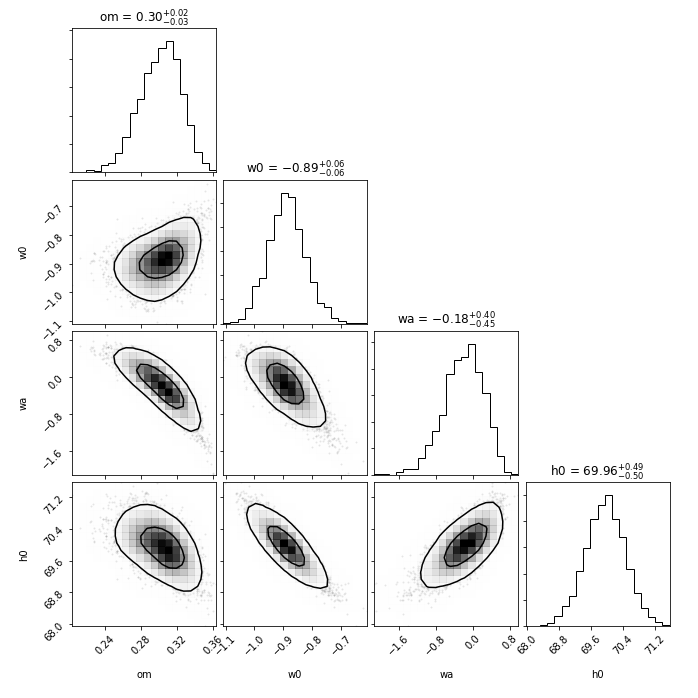 om = 0.30+0.02−0.03
w0 = −0.89+0.06−0.06
−0.7
−0.8
−0.9
−1.0
−1.1
w0
wa = −0.18+0.40−0.45
0.8
0.0
−0.8
−1.6
wa
h0 = 69.96+0.49−0.50
71.2
70.4
69.6
68.8
68.0
h0
0.24 0.28 0.32 0.36
−1.1 −1.0 −0.9 −0.8 −0.7
−1.6 −0.8 0.0 0.8
68.0 68.8 69.6 70.4 71.2
om w0 wa h0